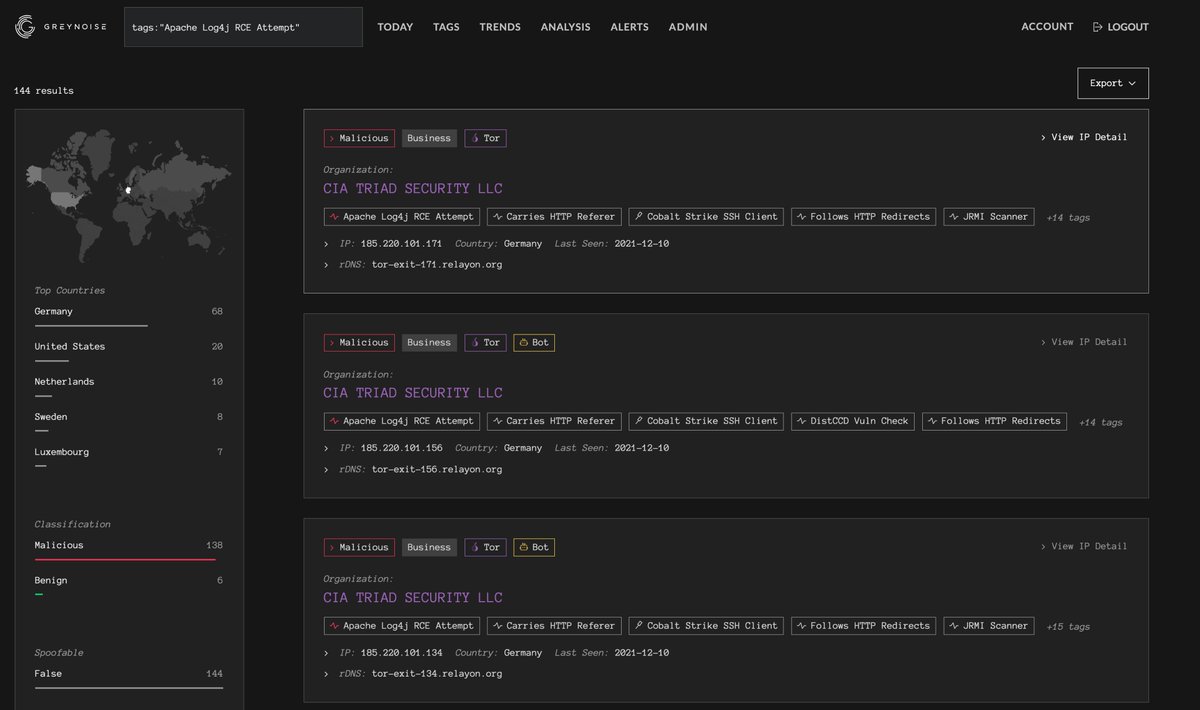 GREYNOISE
tags:"Apache Log4j RCE Attempt"
TODAY TAGS TRENDS ANALYSIS ALERTS ADMIN ACCOUNT LOGOUT
144 results
Export
Top Countries
Germany 68
United States 20
Netherlands 10
Sweden 8
Luxembourg 7
Classification
Malicious 138
Benign 6
Spoofable
False 144
Malicious Business Tor View IP Detail
Organization:
CIA TRIAD SECURITY LLC
Apache Log4j RCE Attempt Carries HTTP Referer Cobalt Strike SSH Client Follows HTTP Redirects JRMI Scanner +14 tags
IP: 185.220.101.171 Country: Germany Last Seen: 2021-12-10
rDNS: tor-exit-171.relayon.org
Malicious Business Tor Bot View IP Detail
Organization:
CIA TRIAD SECURITY LLC
Apache Log4j RCE Attempt Carries HTTP Referer Cobalt Strike SSH Client DistCCD Vuln Check Follows HTTP Redirects +14 tags
IP: 185.220.101.156 Country: Germany Last Seen: 2021-12-10
rDNS: tor-exit-156.relayon.org
Malicious Business Tor Bot View IP Detail
Organization:
CIA TRIAD SECURITY LLC
Apache Log4j RCE Attempt Carries HTTP Referer Cobalt Strike SSH Client Follows HTTP Redirects JRMI Scanner +15 tags
IP: 185.220.101.134 Country: Germany Last Seen: 2021-12-10
rDNS: tor-exit-134.relayon.org